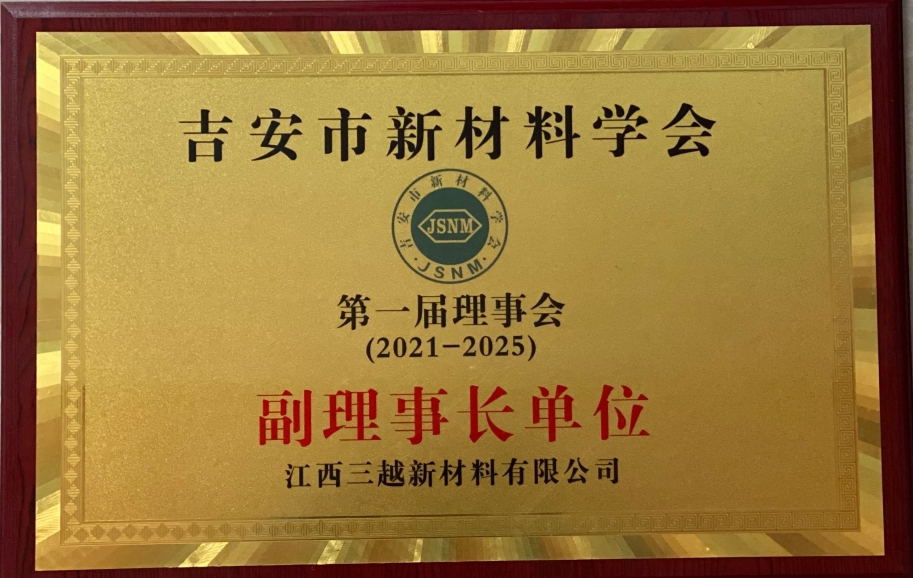 吉安市新材料学会
吉安市新材料学会
JSNM
·JSNM·
第一届理事会
(2021-2025)
副理事长单位
江西三越新材料有限公司